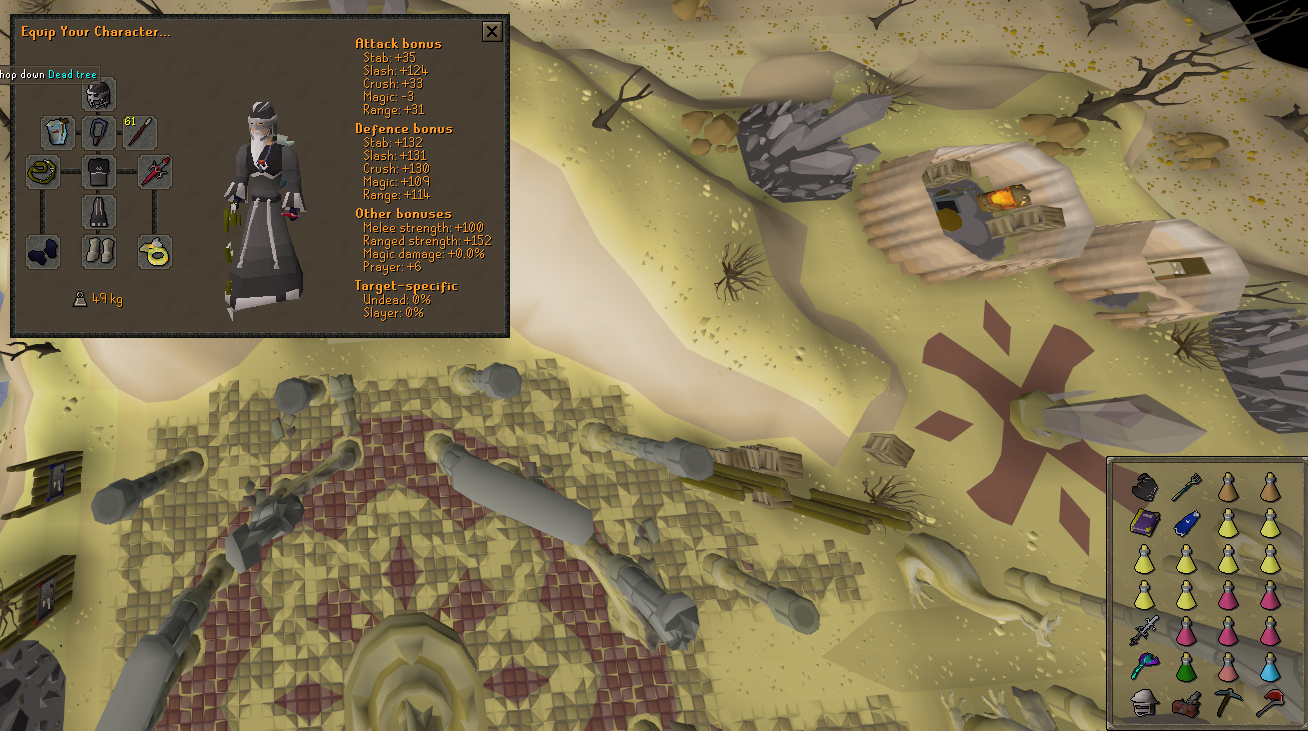 Equip Your Character...
hop down Dead tree
61
49 kg
Attack bonus
Stab: +35
Slash: +124
Crush: +33
Magic: -3
Range: +31
Defence bonus
Stab: +132
Slash: +131
Crush: +130
Magic: +109
Range: +114
Other bonuses
Melee strength: +100
Ranged strength: +152
Magic damage: +0.0%
Prayer: +6
Target-specific
Undead: 0%
Slayer: 0%